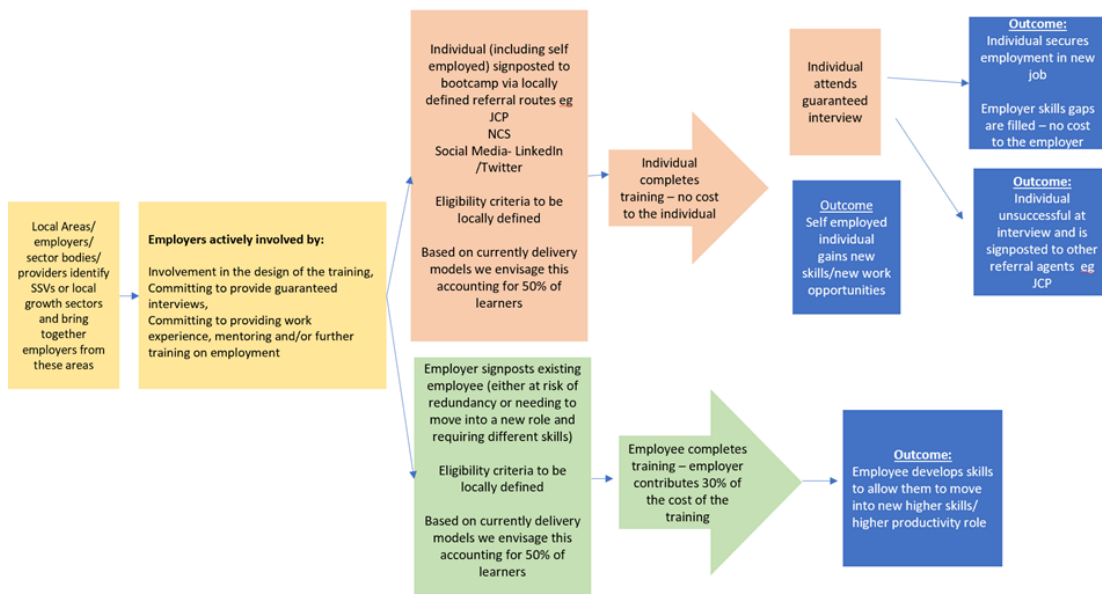 Local Areas/
employers/
sector bodies/
providers identify
SSVs or local
growth sectors
and bring
together
employers from
these areas
Employers actively involved by:
Involvement in the design of the training,
Committing to provide guaranteed
interviews,
Committing to providing work
experience, mentoring and/or further
training on employment
Individual (including self
employed) signposted to
bootcamp via locally
defined referral routes eg
JCP
NCS
Social Media- LinkedIn
/Twitter
Eligibility criteria to be
locally defined
Based on currently delivery
models we envisage this
accounting for 50% of
learners
Individual
completes
training – no cost
to the individual
Individual
attends
guaranteed
interview
Outcome
Self employed
individual
gains new
skills/new work
opportunities
Outcome:
Individual secures
employment in new
job
Employer skills gaps
are filled – no cost
to the employer
Outcome:
Individual
unsuccessful at
interview and is
signposted to other
referral agents eg
JCP
Employer signposts existing
employee (either at risk of
redundancy or needing to
move into a new role and
requiring different skills)
Eligibility criteria to be
locally defined
Based on currently delivery
models we envisage this
accounting for 50% of
learners
Employee completes
training – employer
contributes 30% of
the cost of the
training
Outcome:
Employee develops skills
to allow them to move
into new higher skills/
higher productivity role